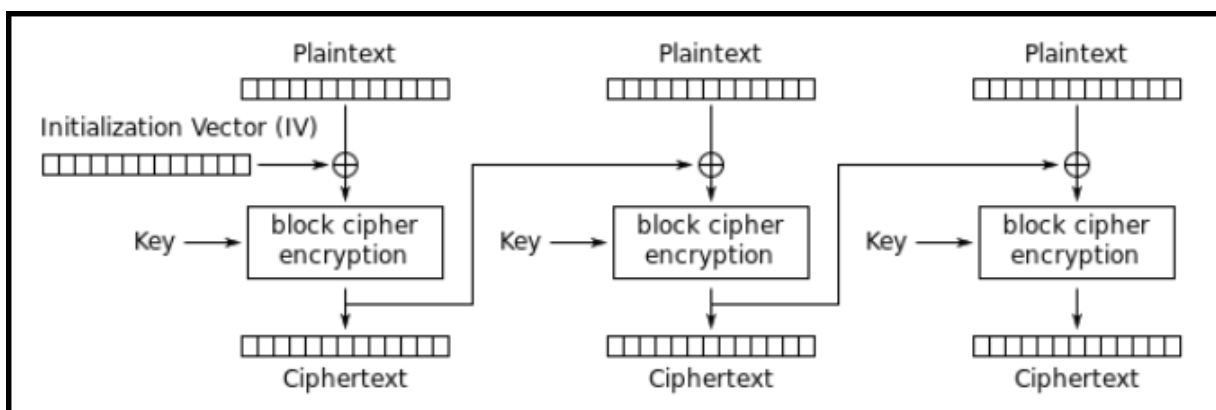 Plaintext
Plaintext
Plaintext
Initialization Vector (IV)
Key
block cipher
encryption
Key
block cipher
encryption
Key
block cipher
encryption
Ciphertext
Ciphertext
Ciphertext